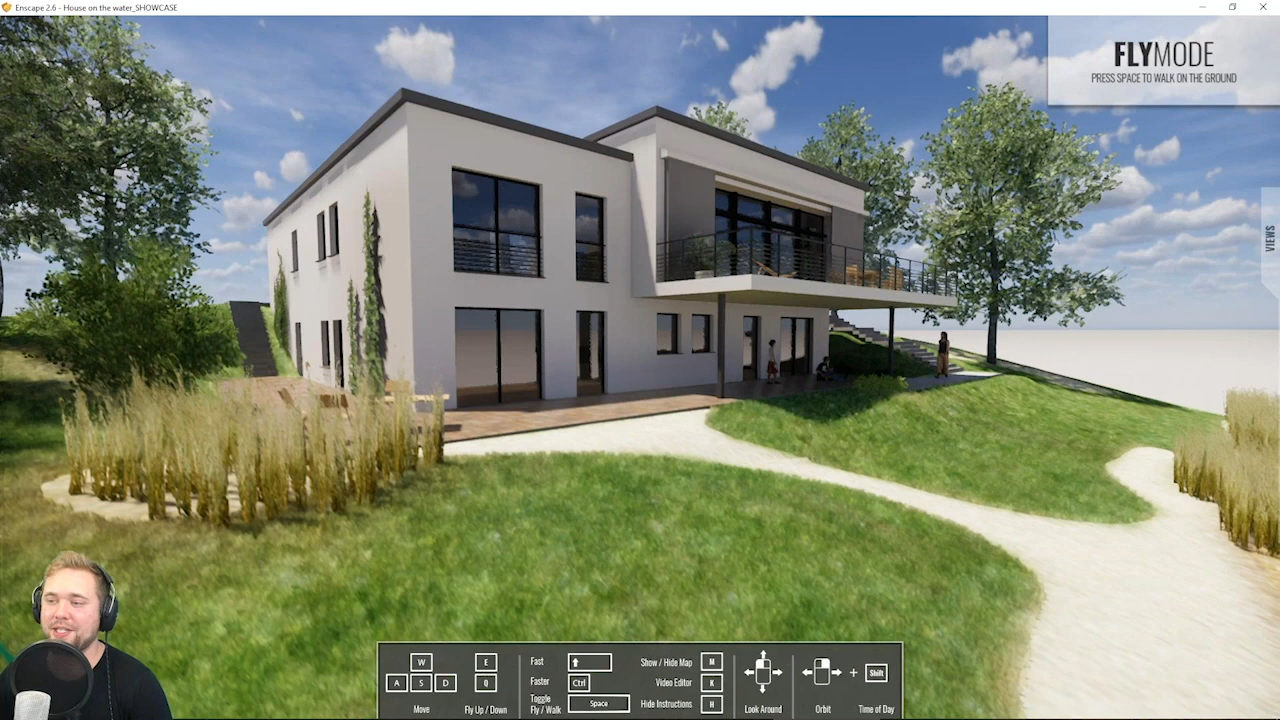 Enscape 2.6 - House on the water_SHOWCASE
FLYMODE
PRESS SPACE TO WALK ON THE GROUND
VIEWS
W
E
A
S
D
Q
Move
Fly Up / Down
Fast
Faster
Ctrl
Toggle
Fly / Walk
Space
Show / Hide Map
M
Video Editor
K
Hide Instructions
H
Look Around
Orbit
+
Shift
Time of Day